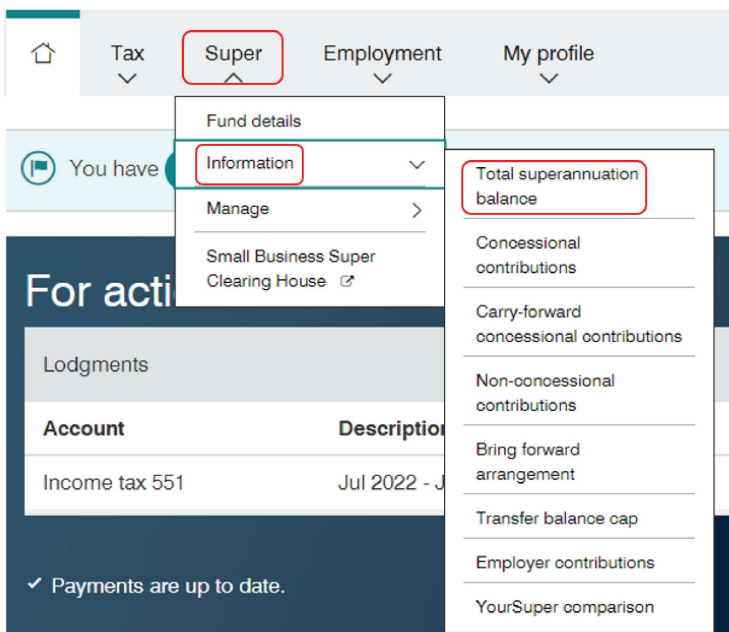 Tax
Super
Employment
My profile
Fund details
You have
Information
Manage
Small Business Super
Clearing House
Total superannuation
balance
Concessional
contributions
Carry-forward
concessional contributions
Non-concessional
contributions
Bring forward
arrangement
Transfer balance cap
Employer contributions
YourSuper comparison
For acti
Lodgments
Account
Description
Income tax 551
Jul 2022 - J
Payments are up to date.